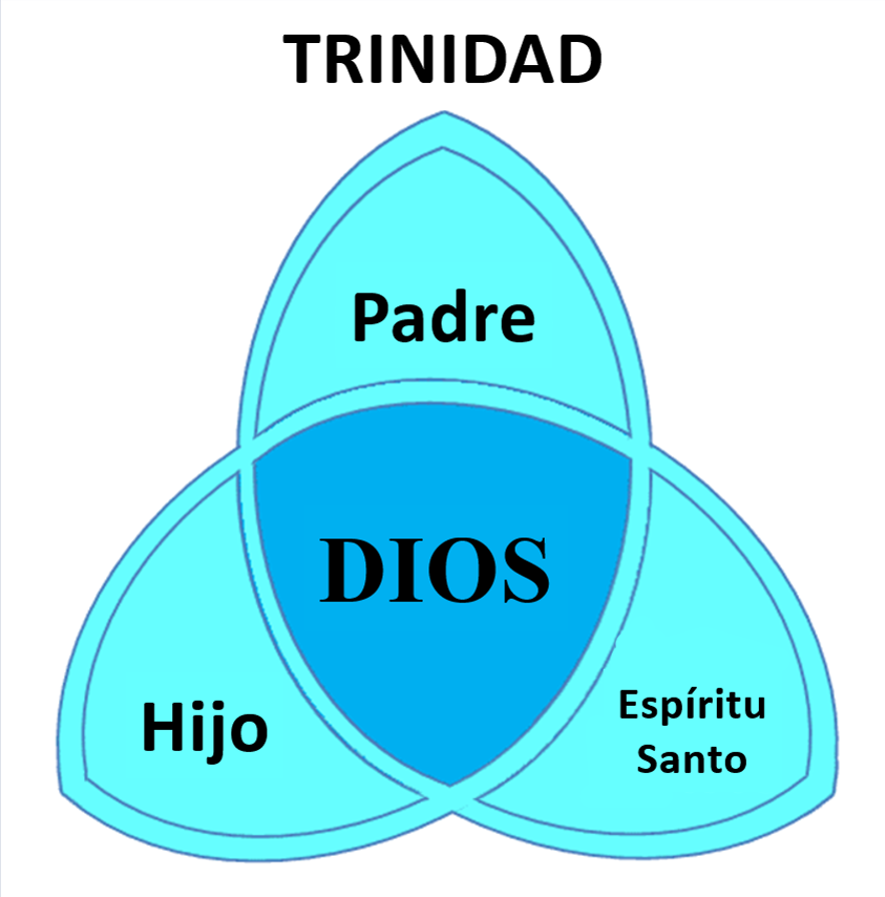 TRINIDAD
Padre
DIOS
Hijo
Espíritu
Santo